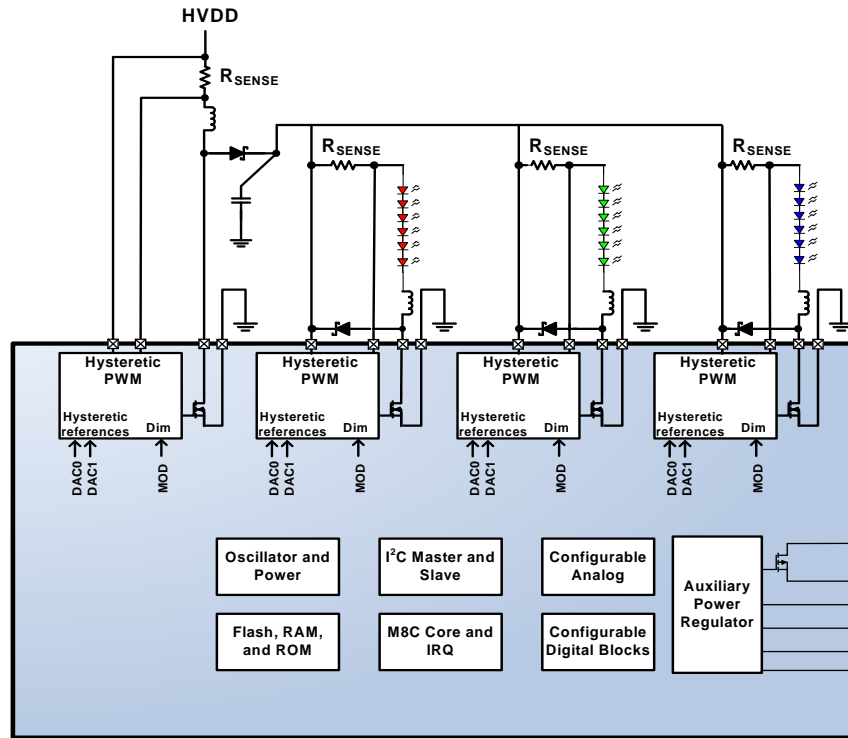 HVDD
RSENSE
RSENSE
RSENSE
RSENSE
Hysteretic
PWM
Hysteretic
references
Dim
Hysteretic
PWM
Hysteretic
references
Dim
Hysteretic
PWM
Hysteretic
references
Dim
Hysteretic
PWM
Hysteretic
references
Dim
DAC0
DAC1
MOD
DAC0
DAC1
MOD
DAC0
DAC1
MOD
DAC0
DAC1
MOD
Oscillator and
Power
I²C Master and
Slave
Configurable
Analog
Auxiliary
Power
Regulator
Flash, RAM,
and ROM
M8C Core and
IRQ
Configurable
Digital Blocks